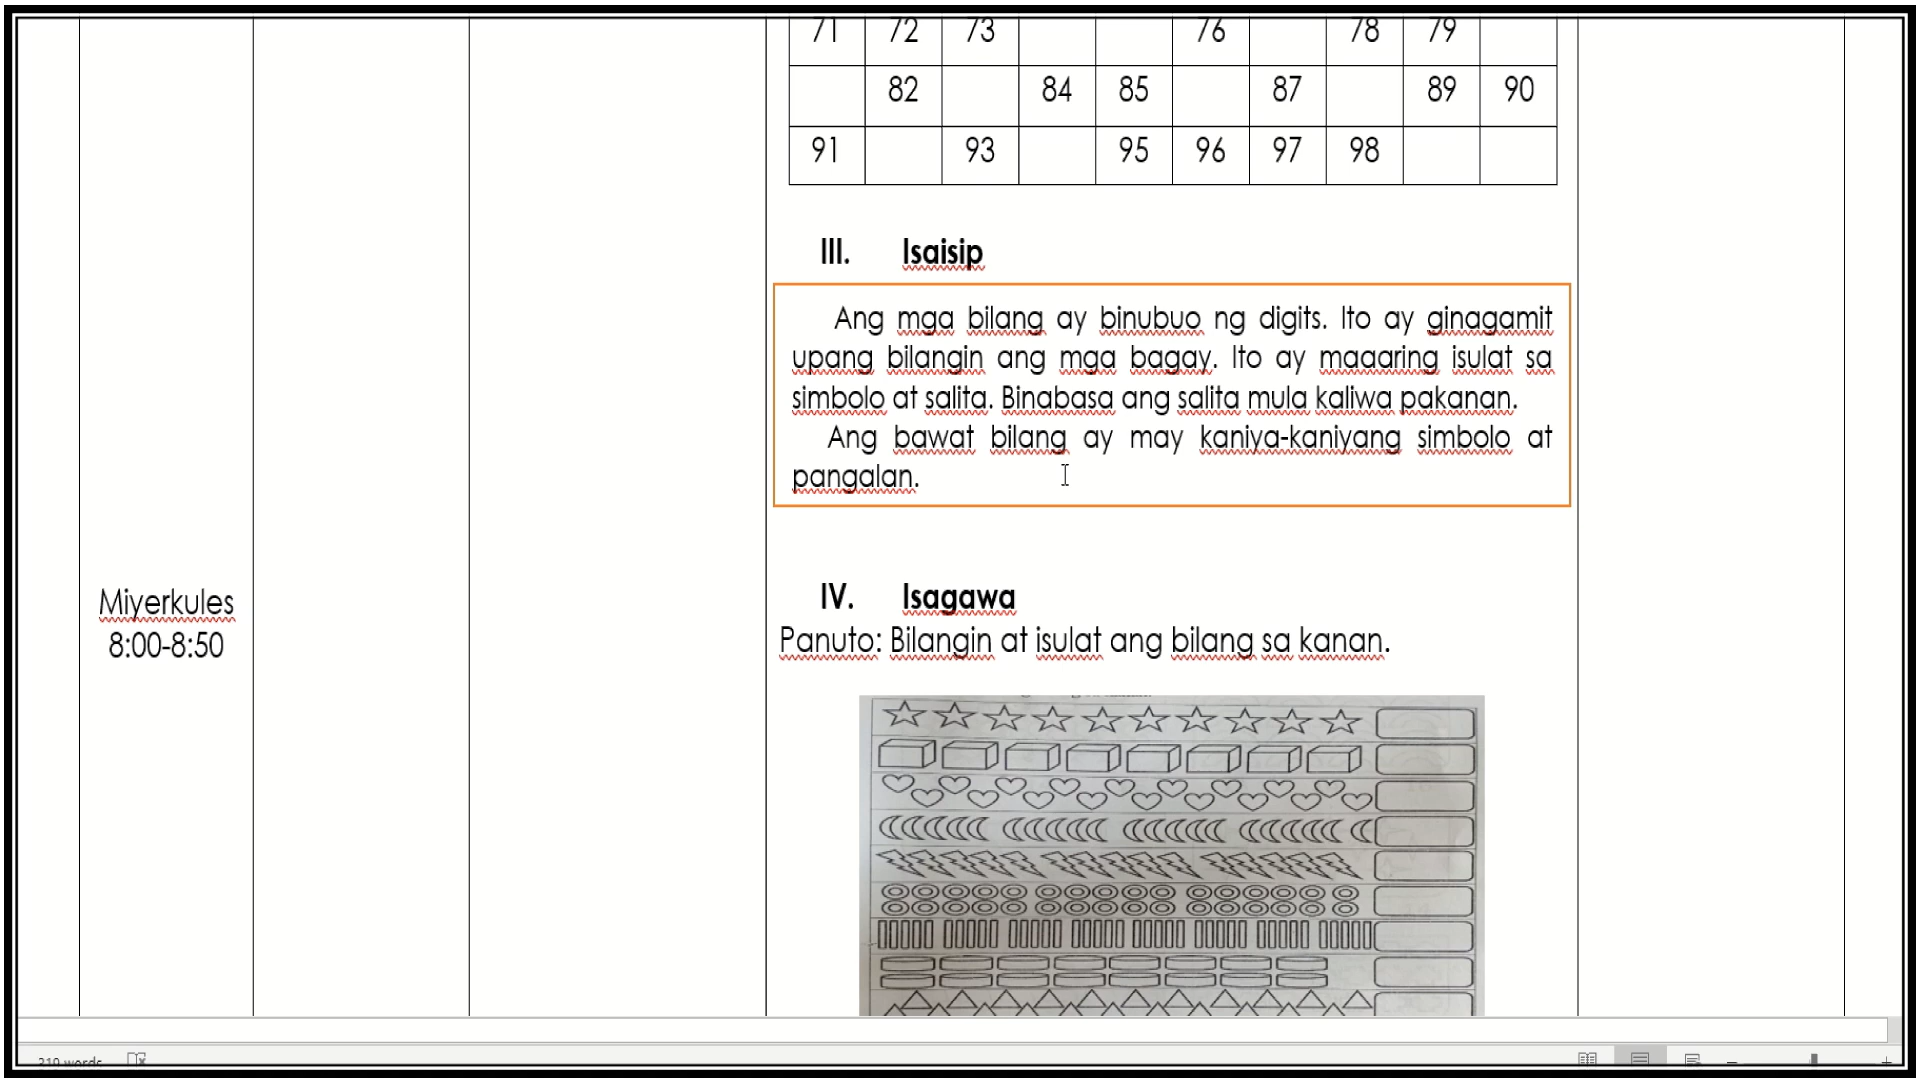 71 72 73 76 78 79
82 84 85 87 89 90
91 93 95 96 97 98
III. Isaisip
Ang mga bilang ay binubuo ng digits. Ito ay ginagamit
upang bilangin ang mga bagay. Ito ay maaaring isulat sa
simbolo at salita. Binabasa ang salita mula kaliwa pakanan.
Ang bawat bilang ay may kaniya-kaniyang simbolo at
pangalan.
Miyerkules
8:00-8:50
IV. Isagawa
Panuto: Bilangin at isulat ang bilang sa kanan.
319 words